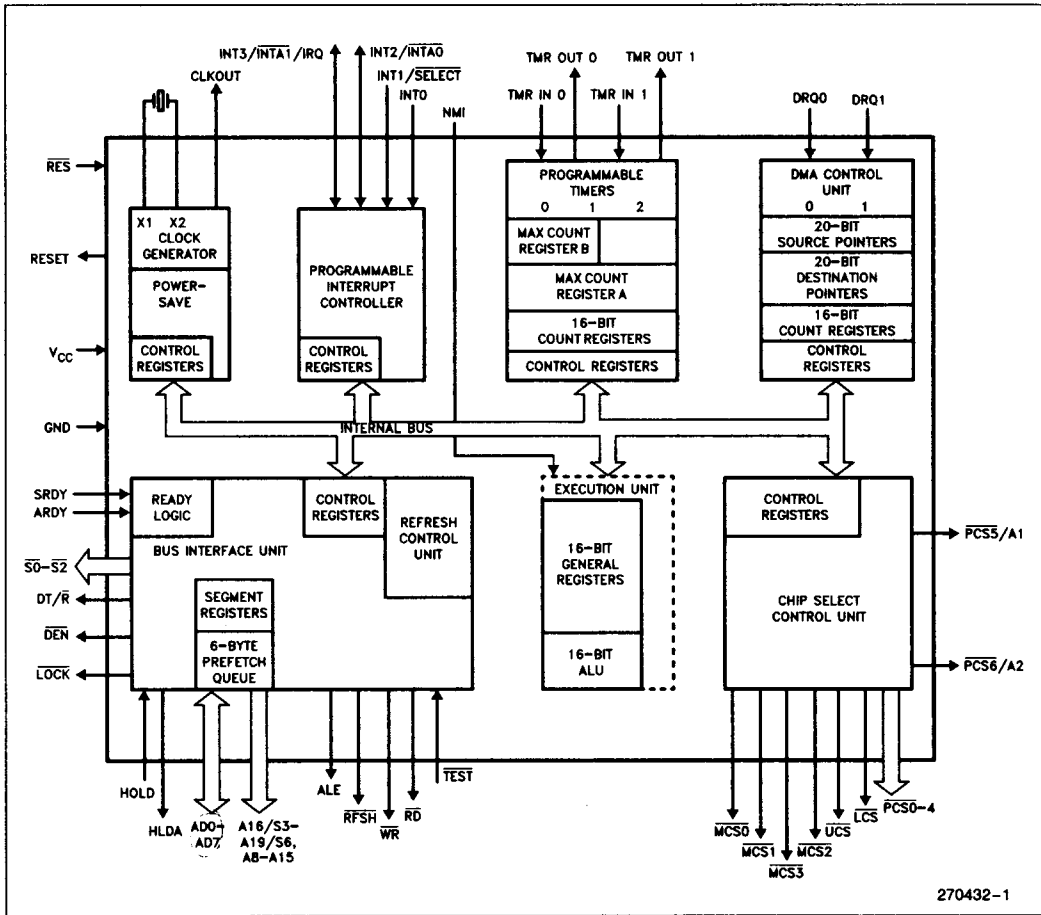 INT3/INTA1/IRQ
INT2/INTA0
INT1/SELECT
INT0
NMI
CLKOUT
TMR OUT 0
TMR OUT 1
TMR IN 0
TMR IN 1
DRQ0
DRQ1
RES
RESET
VCC
GND
X1 X2
CLOCK
GENERATOR
POWER-
SAVE
CONTROL
REGISTERS
PROGRAMMABLE
INTERRUPT
CONTROLLER
CONTROL
REGISTERS
PROGRAMMABLE
TIMERS
0 1 2
MAX COUNT
REGISTER B
MAX COUNT
REGISTER A
16-BIT
COUNT REGISTERS
CONTROL REGISTERS
DMA CONTROL
UNIT
0 1
20-BIT
SOURCE POINTERS
20-BIT
DESTINATION
POINTERS
16-BIT
COUNT REGISTERS
CONTROL
REGISTERS
INTERNAL BUS
SRDY
ARDY
S0-S2
DT/R
DEN
LOCK
READY
LOGIC
CONTROL
REGISTERS
REFRESH
CONTROL
UNIT
BUS INTERFACE UNIT
SEGMENT
REGISTERS
6-BYTE
PREFETCH
QUEUE
EXECUTION UNIT
16-BIT
GENERAL
REGISTERS
16-BIT
ALU
CONTROL
REGISTERS
CHIP SELECT
CONTROL UNIT
PCS5/A1
PCS6/A2
HOLD
HLDA
AD0-
AD7
A16/S3-
A19/S6,
A8-A15
ALE
RFSH
WR
RD
TEST
MCS0
MCS1
MCS3
MCS2
UCS
LCS
PCS0-4
270432-1